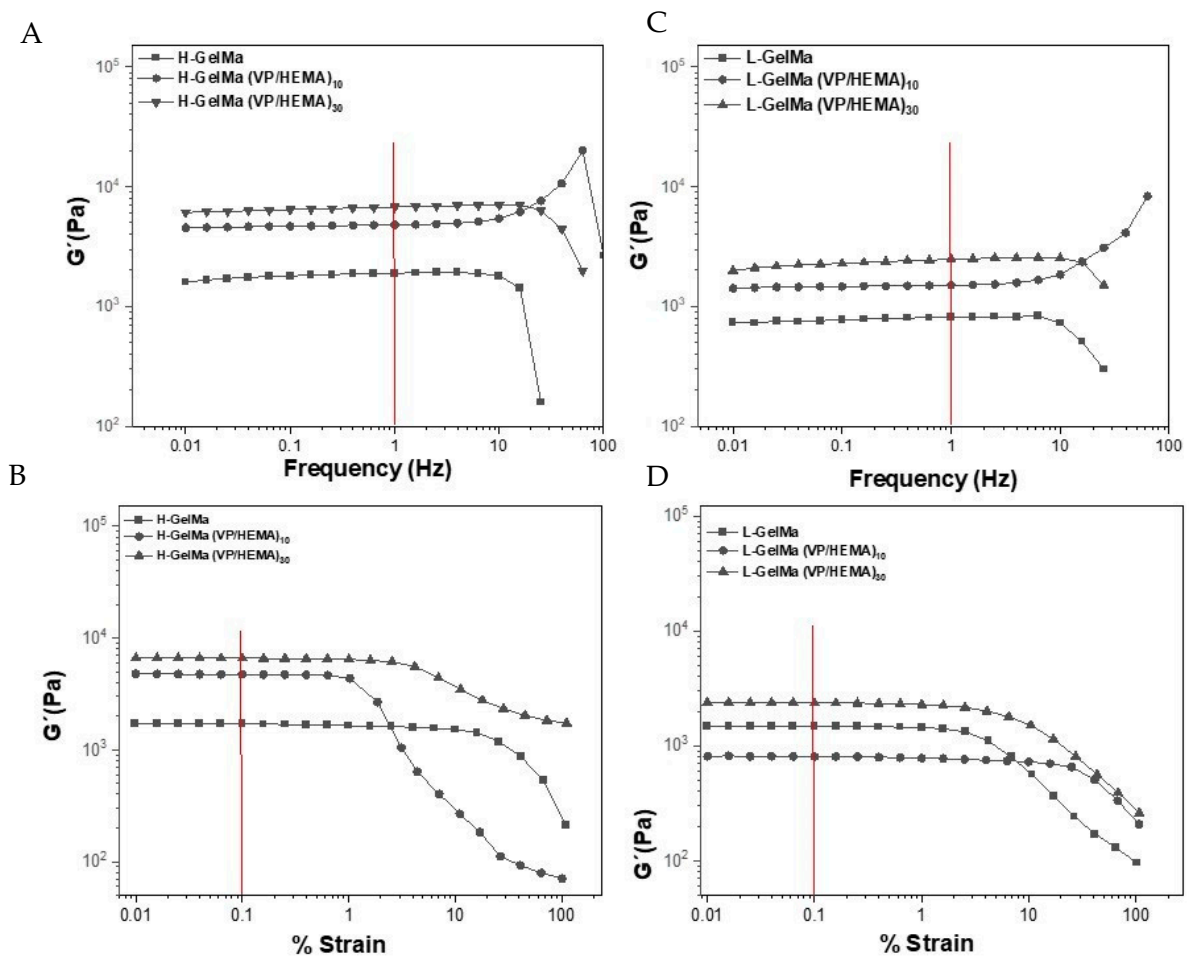 A
H-GelMa
H-GelMa (VP/HEMA)₁₀
H-GelMa (VP/HEMA)₃₀
10⁵
10⁴
10³
10²
G´(Pa)
0.01 0.1 1 10 100
Frequency (Hz)
C
L-GelMa
L-GelMa (VP/HEMA)₁₀
L-GelMa (VP/HEMA)₃₀
10⁵
10⁴
10³
10²
G´(Pa)
0.01 0.1 1 10 100
Frequency (Hz)
B
H-GelMa
H-GelMa (VP/HEMA)₁₀
H-GelMa (VP/HEMA)₃₀
10⁵
10⁴
10³
10²
G´(Pa)
0.01 0.1 1 10 100
% Strain
D
L-GelMa
L-GelMa (VP/HEMA)₁₀
L-GelMa (VP/HEMA)₃₀
10⁵
10⁴
10³
10²
G´(Pa)
0.01 0.1 1 10 100
% Strain